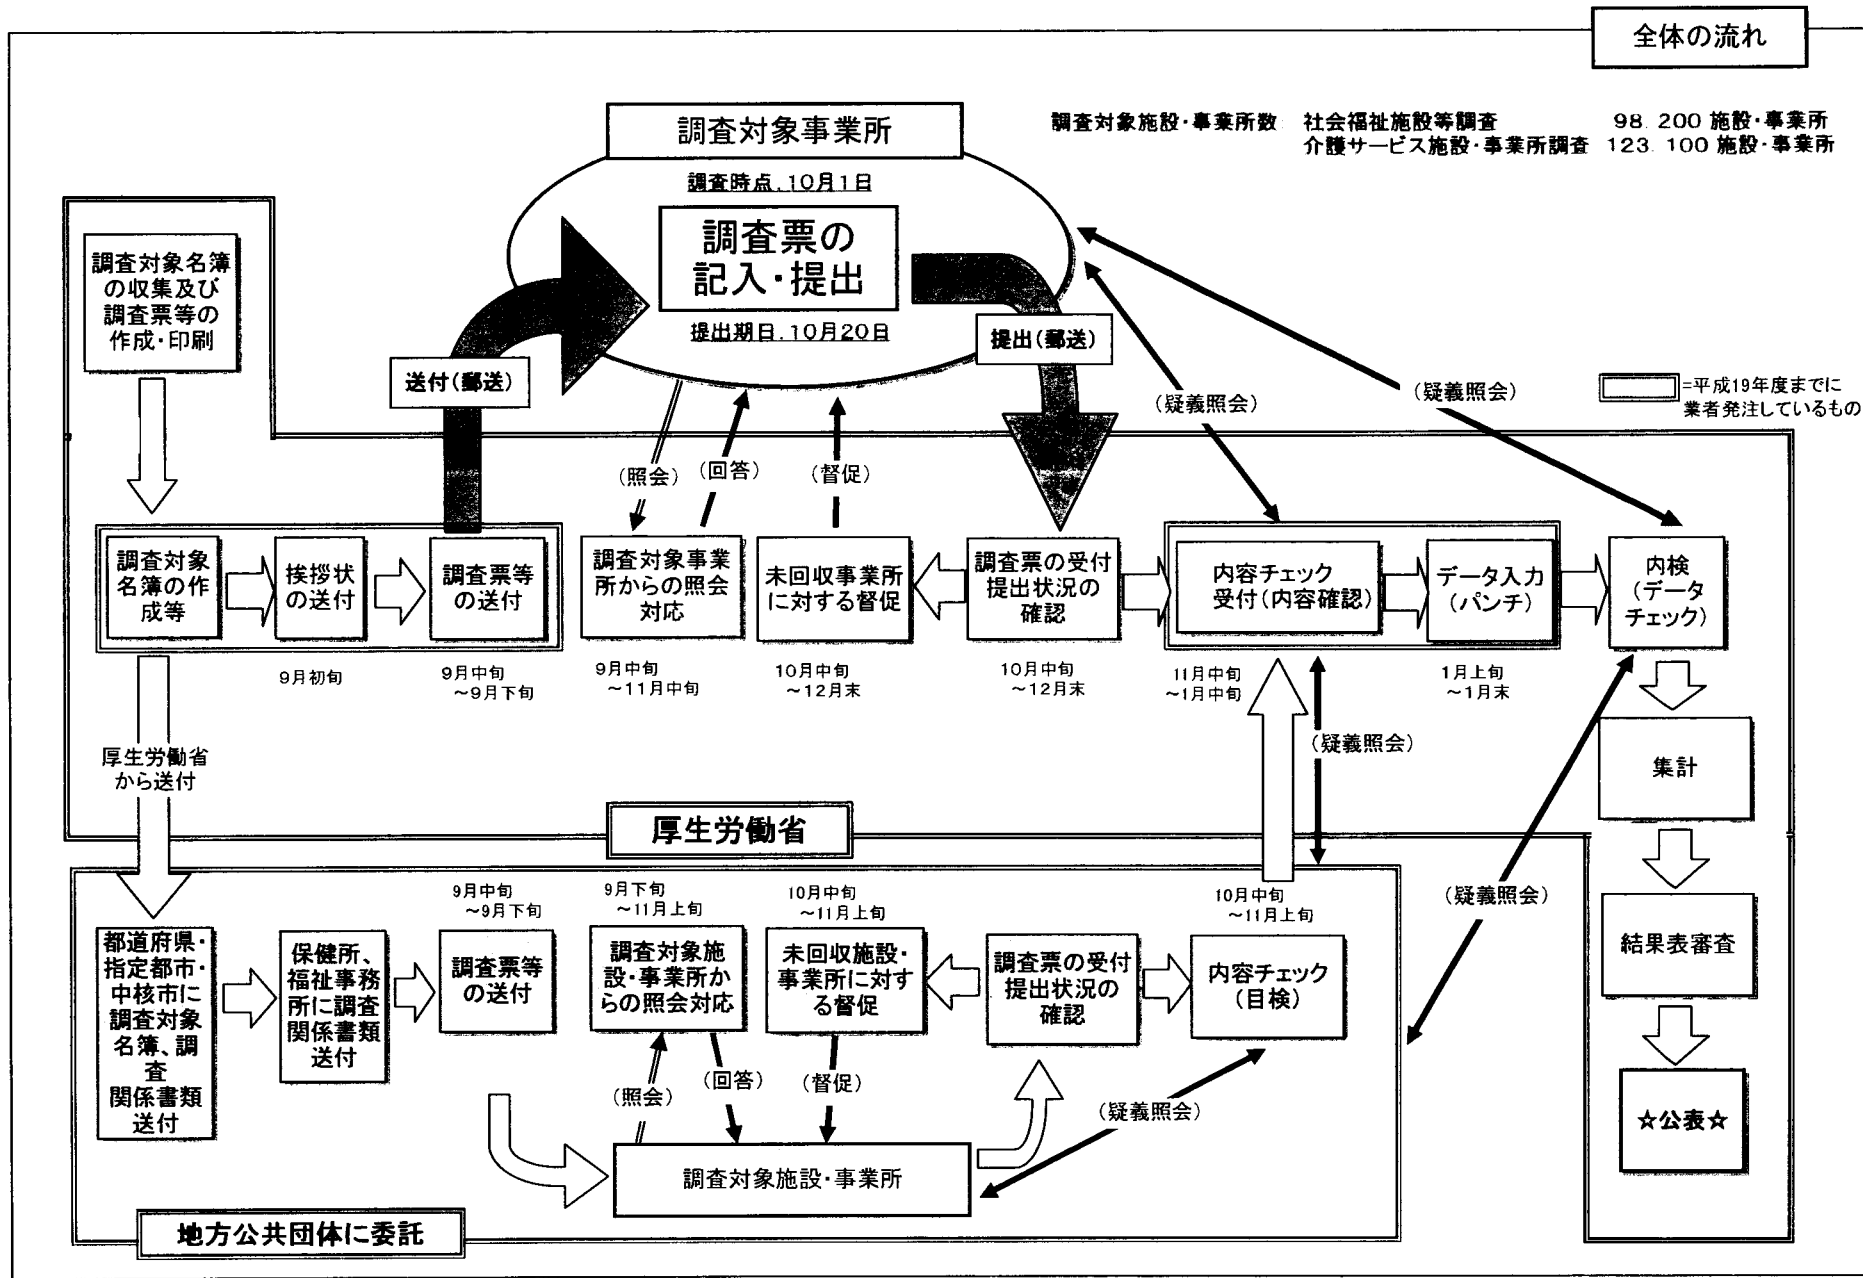 全体の流れ
調査対象施設・事業所数 社会福祉施設等調査 98.200 施設・事業所
介護サービス施設・事業所調査 123.100 施設・事業所
調査対象事業所
調査時点.10月1日
調査票の
記入・提出
提出期日.10月20日
送付(郵送)
提出(郵送)
調査対象名簿
の収集及び
調査票等の
作成・印刷
(疑義照会)
(疑義照会)
=平成19年度までに
業者発注しているもの
(照会)
(回答)
(督促)
調査対象
名簿の作
成等
挨拶状
の送付
調査票等
の送付
調査対象事業
所からの照会
対応
未回収事業所
に対する督促
調査票の受付
提出状況の
確認
内容チェック
受付(内容確認)
データ入力
(パンチ)
内検
(データ
チェック)
9月初旬
9月中旬
~9月下旬
9月中旬
~11月中旬
10月中旬
~12月末
10月中旬
~12月末
11月中旬
~1月中旬
1月上旬
~1月末
厚生労働省
から送付
(疑義照会)
集計
厚生労働省
9月中旬
~9月下旬
9月下旬
~11月上旬
10月中旬
~11月上旬
10月中旬
~11月上旬
(疑義照会)
都道府県・
指定都市・
中核市に
調査対象
名簿、調
査
関係書類
送付
保健所、
福祉事務
所に調査
関係書類
送付
調査票等
の送付
調査対象施
設・事業所か
らの照会対応
未回収施設・
事業所に対す
る督促
調査票の受付
提出状況の
確認
内容チェック
(目検)
結果表審査
(照会)
(回答)
(督促)
(疑義照会)
☆公表☆
調査対象施設・事業所
地方公共団体に委託